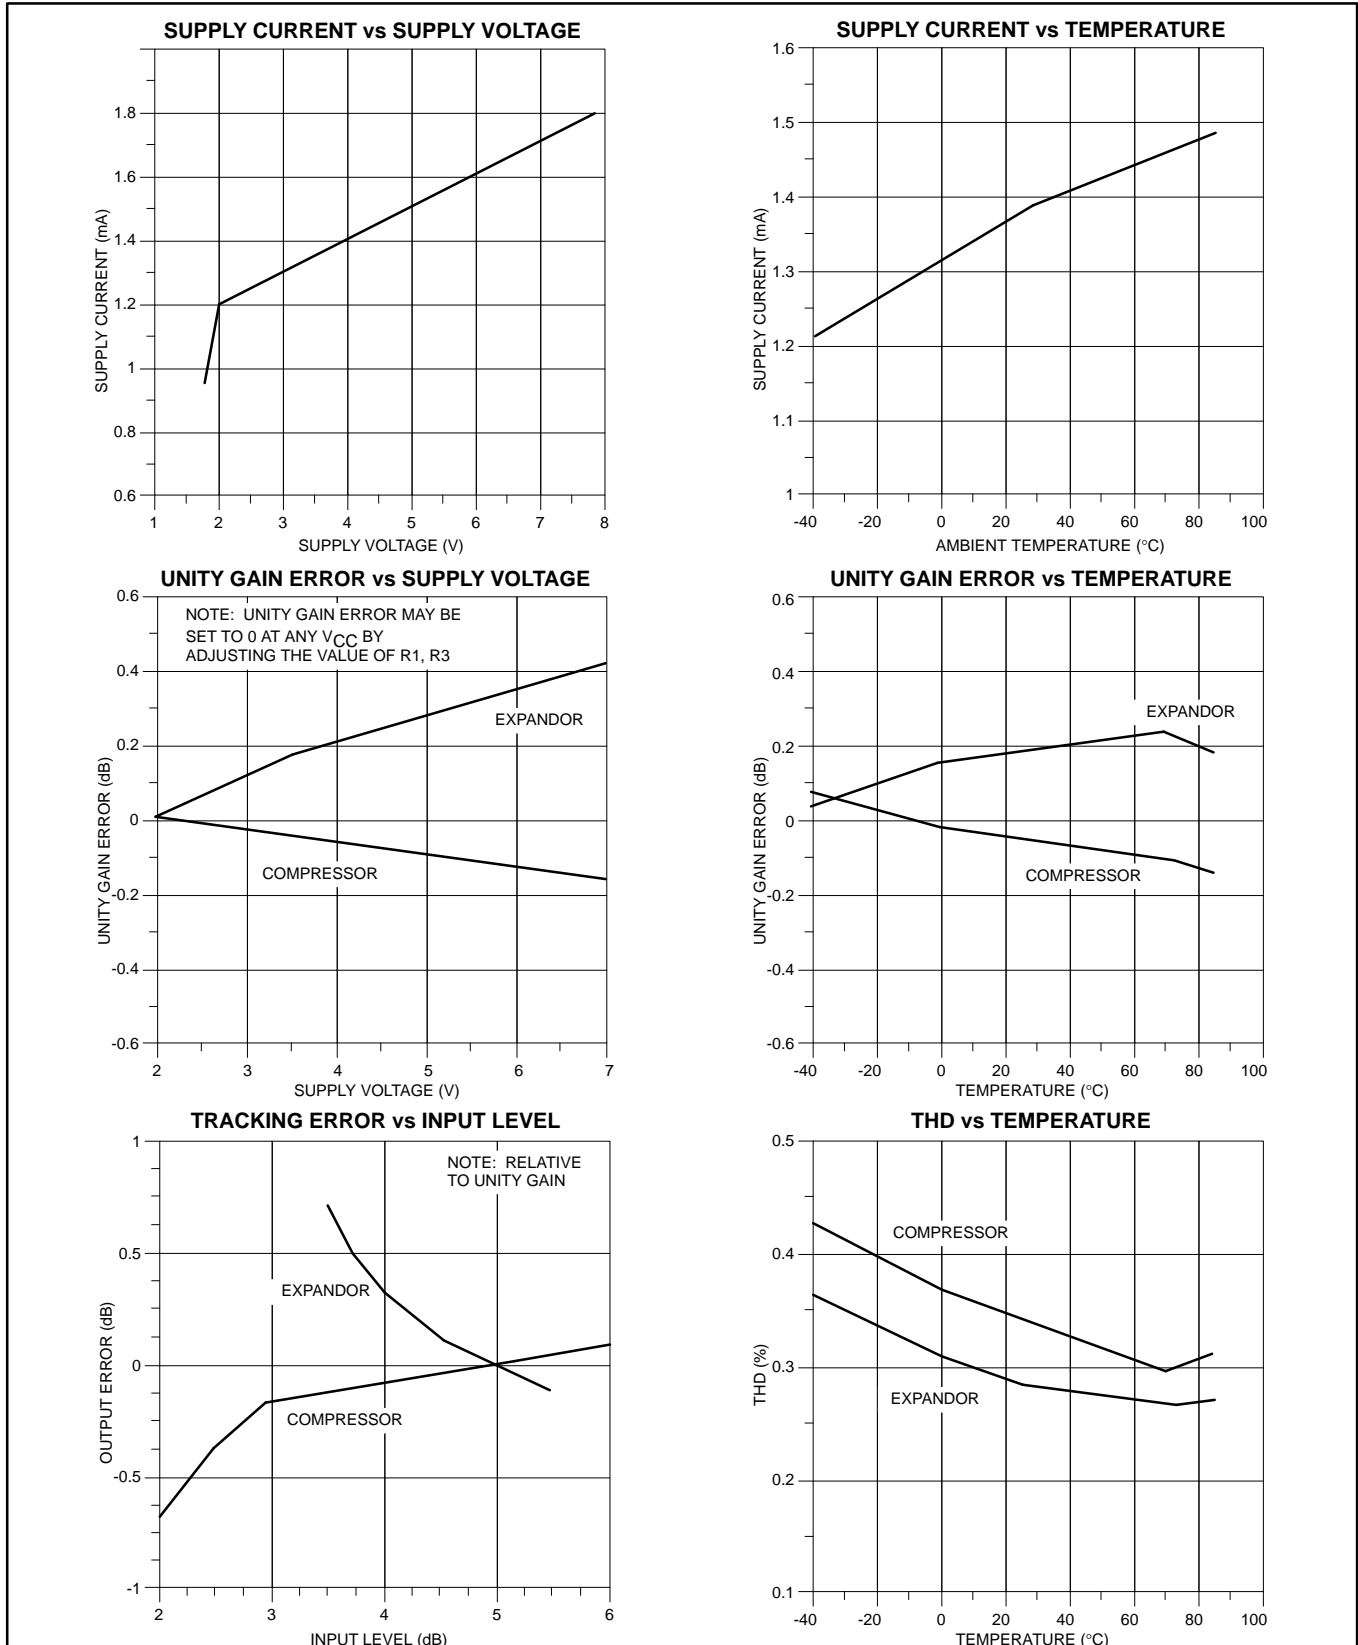 SUPPLY CURRENT vs SUPPLY VOLTAGE
1.8
1.6
1.4
1.2
1
0.8
0.6
SUPPLY CURRENT (mA)
1 2 3 4 5 6 7 8
SUPPLY VOLTAGE (V)
SUPPLY CURRENT vs TEMPERATURE
1.6
1.5
1.4
1.3
1.2
1.1
1
SUPPLY CURRENT (mA)
-40 -20 0 20 40 60 80 100
AMBIENT TEMPERATURE (°C)
UNITY GAIN ERROR vs SUPPLY VOLTAGE
NOTE: UNITY GAIN ERROR MAY BE
SET TO 0 AT ANY VCC BY
ADJUSTING THE VALUE OF R1, R3
0.6
0.4
0.2
0
-0.2
-0.4
-0.6
UNITY GAIN ERROR (dB)
EXPANDOR
COMPRESSOR
2 3 4 5 6 7
SUPPLY VOLTAGE (V)
UNITY GAIN ERROR vs TEMPERATURE
0.6
0.4
0.2
0
-0.2
-0.4
-0.6
UNITY GAIN ERROR (dB)
EXPANDOR
COMPRESSOR
-40 -20 0 20 40 60 80 100
TEMPERATURE (°C)
TRACKING ERROR vs INPUT LEVEL
NOTE: RELATIVE
TO UNITY GAIN
1
0.5
0
-0.5
-1
OUTPUT ERROR (dB)
EXPANDOR
COMPRESSOR
2 3 4 5 6
INPUT LEVEL (dB)
THD vs TEMPERATURE
0.5
0.4
0.3
0.2
0.1
THD (%)
COMPRESSOR
EXPANDOR
-40 -20 0 20 40 60 80 100
TEMPERATURE (°C)